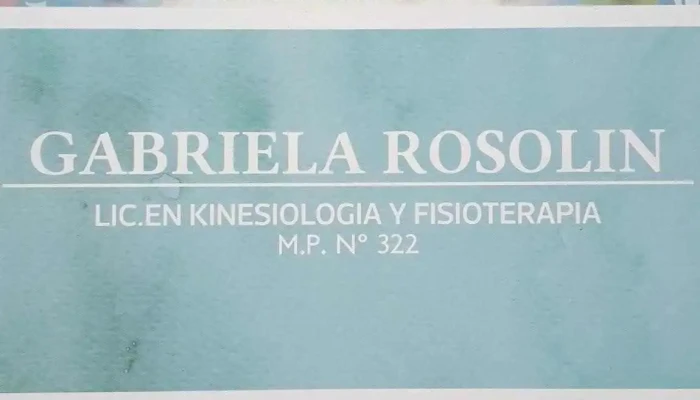 GABRIELA ROSOLIN
LIC.EN KINESIOLOGIA Y FISIOTERAPIA
M.P. N° 322